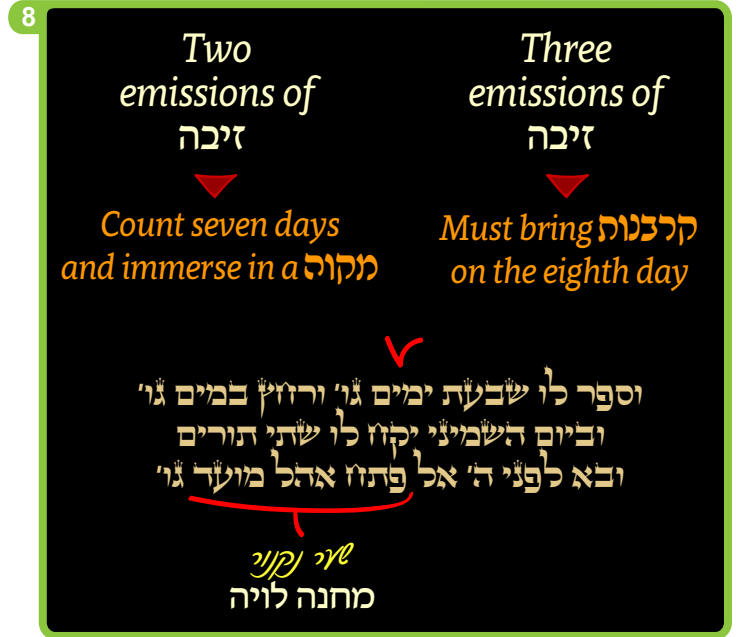 8
Two
emissions of
זיבה
Count seven days
and immerse in a מקוה
Three
emissions of
זיבה
Must bring קרבנות
on the eighth day
וספר לו שבעת ימים גו' ורחץ במים גו'
וביום השמיני יקח לו שתי תורים
ובא לפני ה' אל פתח אהל מועד גו'
שער נקנור
מחנה לויה